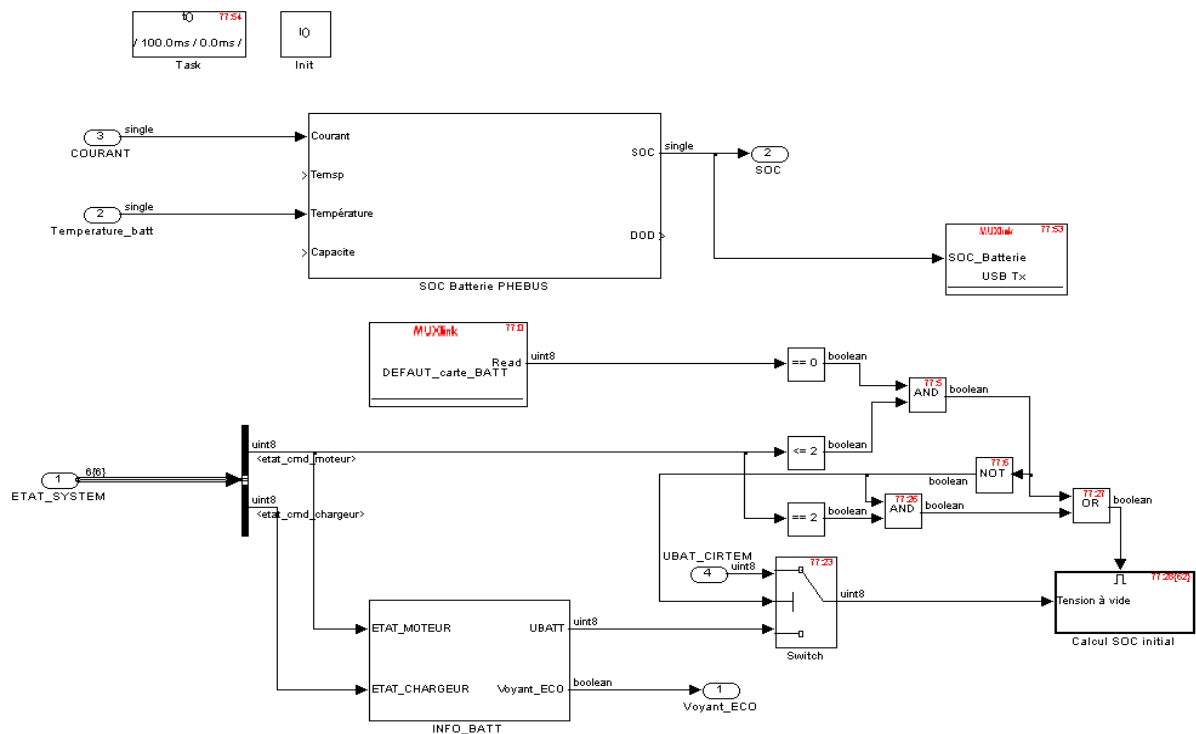 f() 77:54
/ 100.0ms / 0.0ms /
Task
f()
Init
3
single
COURANT
2
single
Temperature_batt
Courant
Temsp
Température
Capacite
SOC
DOD
SOC Batterie PHEBUS
single
2
SOC
MUXlink 77:53
SOC_Batterie
USB Tx
MUXlink
Read
DEFAUT_carte_BATT
uint8
== 0
boolean
77:5
AND
boolean
1
ETAT_SYSTEM
6{6}
uint8
<etat_cmd_moteur>
uint8
<etat_cmd_chargeur>
<= 2
boolean
77:6
NOT
boolean
== 2
boolean
77:26
AND
boolean
77:27
OR
boolean
UBAT_CIRTEM
4
uint8
77:23
Switch
uint8
77:28{62}
Tension à vide
Calcul SOC initial
ETAT_MOTEUR
UBATT
uint8
ETAT_CHARGEUR
Voyant_ECO
boolean
INFO_BATT
1
Voyant_ECO